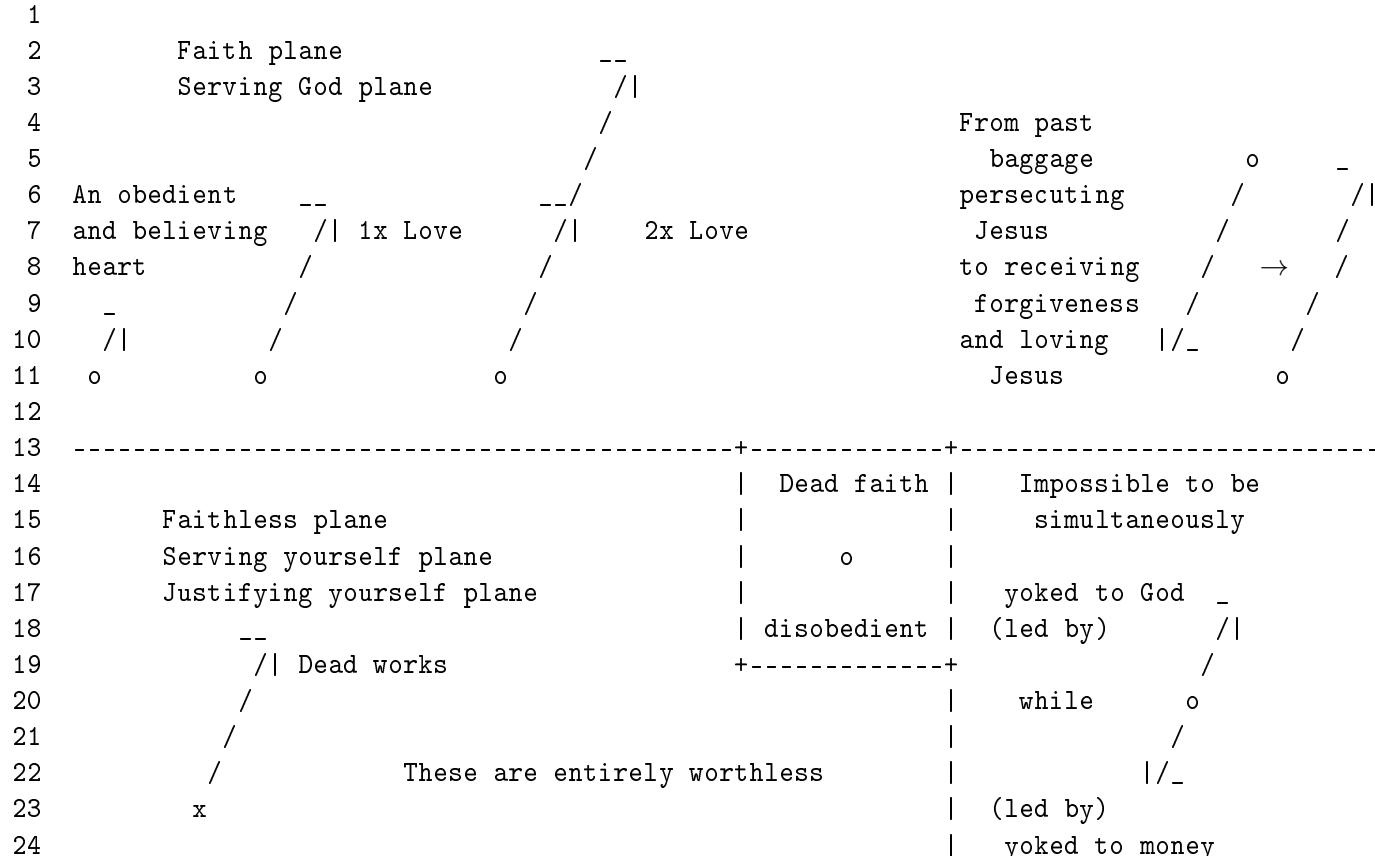 1
2         Faith plane                 __
3         Serving God plane            /|
4                                     /                       From past
5                                    /                          baggage          o     _
6  An obedient    __              __/                         persecuting       /       /|
7  and believing   /| 1x Love      /|    2x Love               Jesus           /       /
8  heart          /               /                           to receiving    /   →   /
9    _           /               /                             forgiveness   /       /
10   /|         /               /                             and loving   |/_      /
11  o          o               o                                Jesus              o
12
13 --------------------------------------------+-------------+----------------------------
14                                             |  Dead faith |    Impossible to be
15       Faithless plane                       |             |     simultaneously
16       Serving yourself plane                |      o      |
17       Justifying yourself plane             |             |   yoked to God  _
18            __                               | disobedient |  (led by)       /|
19             /| Dead works                   +-------------+                /
20            /                                              |    while      o
21           /                                               |              /
22          /            These are entirely worthless        |            |/_
23         x                                                 |  (led by)
24                                                           |   yoked to money